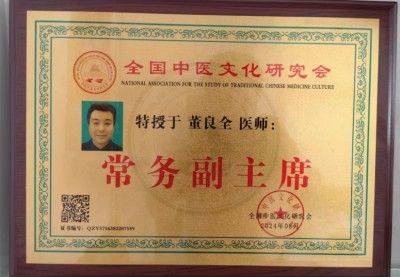 全国中医文化研究会
NATIONAL ASSOCIATION FOR THE STUDY OF TRADITIONAL CHINESE MEDICINE CULTURE
特授于 董良全 医师：
常务副主席
全国中医文化研究会
2024年08月